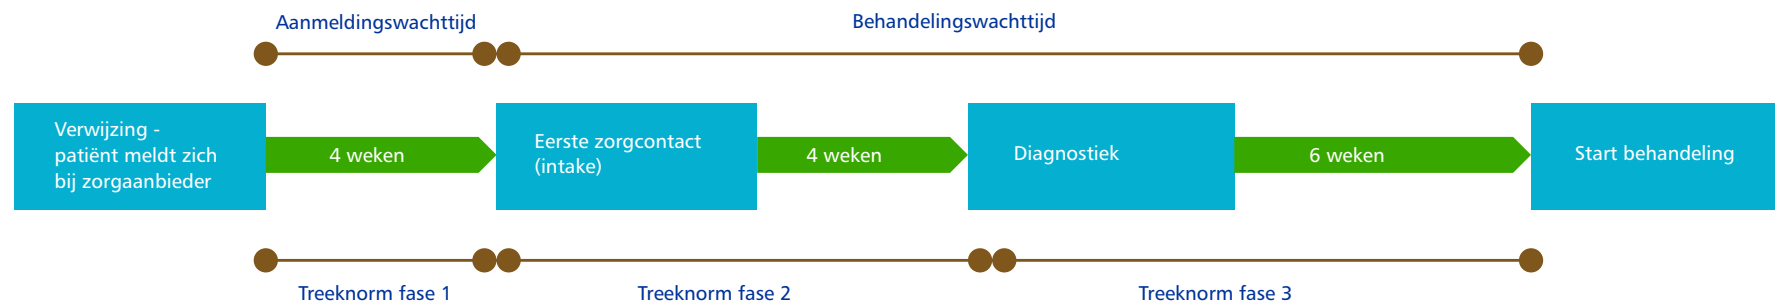 Aanmeldingswachttijd
Behandelingswachttijd
Verwijzing -
patiënt meldt zich
bij zorgaanbieder
4 weken
Eerste zorgcontact
(intake)
4 weken
Diagnostiek
6 weken
Start behandeling
Treeknorm fase 1
Treeknorm fase 2
Treeknorm fase 3